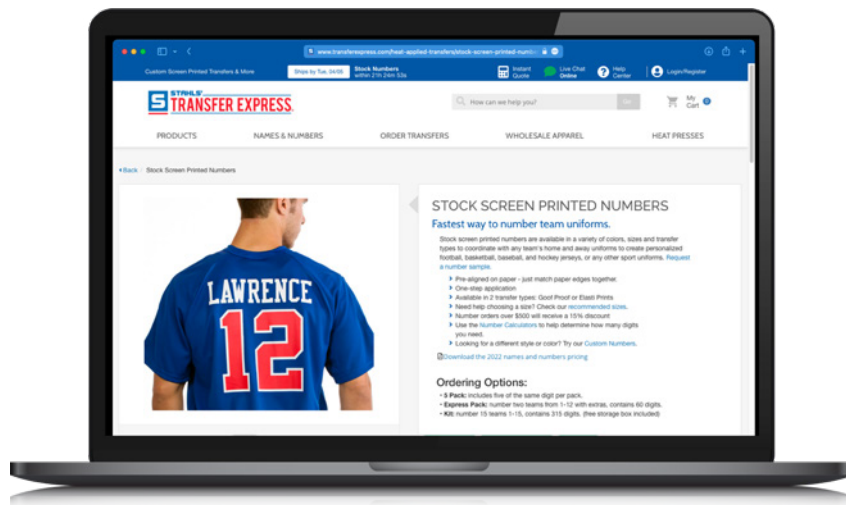 www.transferexpress.com/heat-applied-transfers/stock-screen-printed-numb
Custom Screen Printed Transfers & More
Ships by Tue, 04/05
Stock Numbers
within 21h 24m 53s
Instant
Quote
Live Chat
Online
Help
Center
Login/Register
STAHLS'
TRANSFER EXPRESS
How can we help you?
Go
My
Cart
0
PRODUCTS
NAMES & NUMBERS
ORDER TRANSFERS
WHOLESALE APPAREL
HEAT PRESSES
Back
Stock Screen Printed Numbers
LAWRENCE
12
STOCK SCREEN PRINTED NUMBERS
Fastest way to number team uniforms.
Stock screen printed numbers are available in a variety of colors, sizes and transfer
types to coordinate with any team's home and away uniforms to create personalized
football, basketball, baseball, and hockey jerseys, or any other sport uniforms. Request
a number sample.
Pre-aligned on paper - just match paper edges together.
One-step application
Available in 2 transfer types: Goof Proof or Elasti Prints
Need help choosing a size? Check our recommended sizes.
Number orders over $500 will receive a 15% discount
Use the Number Calculators to help determine how many digits
you need.
Looking for a different style or color? Try our Custom Numbers.
Download the 2022 names and numbers pricing
Ordering Options:
• 5 Pack: includes five of the same digit per pack.
• Express Pack: number two teams from 1-12 with extras, contains 60 digits.
• Kit: number 15 teams 1-15, contains 315 digits. (free storage box included)